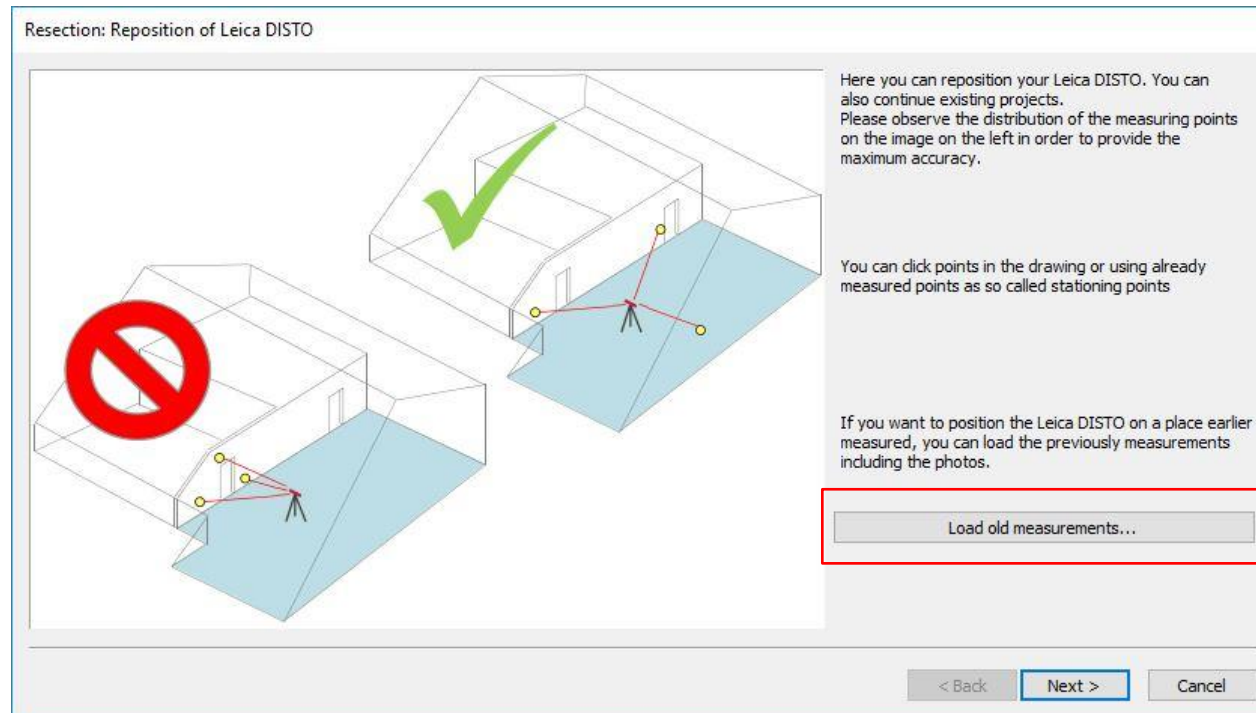 Resection: Reposition of Leica DISTO
Here you can reposition your Leica DISTO. You can
also continue existing projects.
Please observe the distribution of the measuring points
on the image on the left in order to provide the
maximum accuracy.
You can click points in the drawing or using already
measured points as so called stationing points
If you want to position the Leica DISTO on a place earlier
measured, you can load the previously measurements
including the photos.
Load old measurements...
< Back
Next >
Cancel